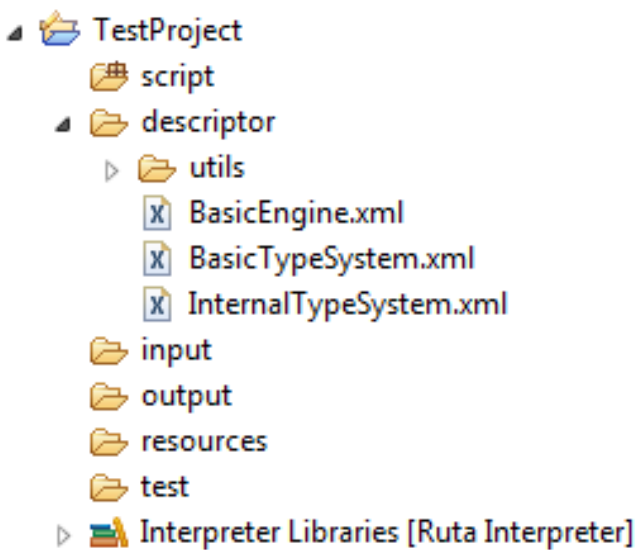 TestProject
script
descriptor
utils
BasicEngine.xml
BasicTypeSystem.xml
InternalTypeSystem.xml
input
output
resources
test
Interpreter Libraries [Ruta Interpreter]